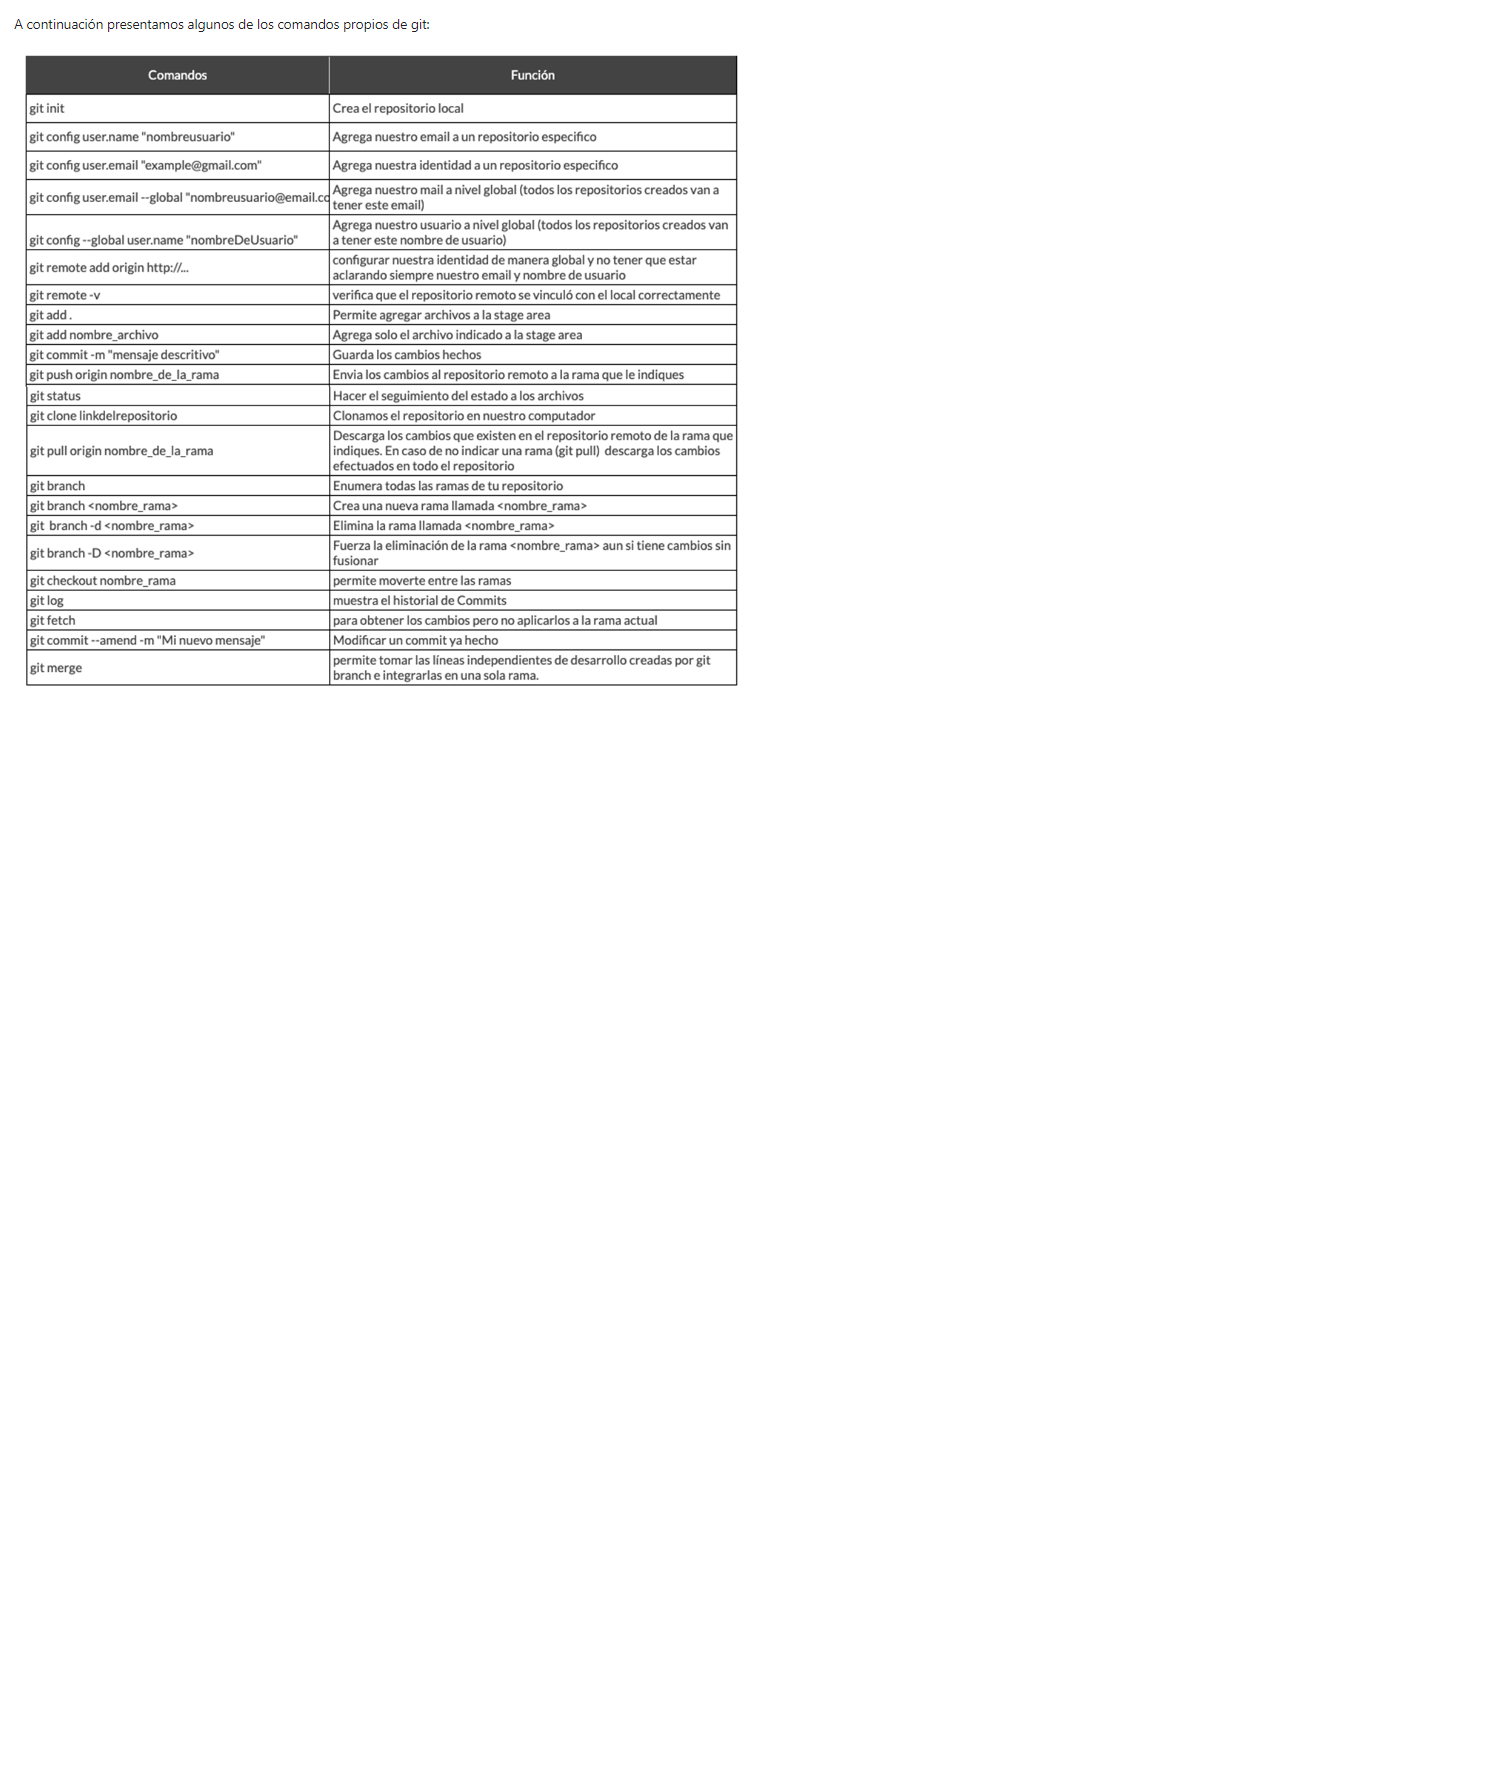 A continuación presentamos algunos de los comandos propios de git:
Comandos Función
git init Crea el repositorio local
git config user.name "nombreusuario" Agrega nuestro email a un repositorio especifico
git config user.email "example@gmail.com" Agrega nuestra identidad a un repositorio especifico
git config user.email --global "nombreusuario@email.co Agrega nuestro mail a nivel global (todos los repositorios creados van a
tener este email)
Agrega nuestro usuario a nivel global (todos los repositorios creados van
git config --global user.name "nombreDeUsuario" a tener este nombre de usuario)
git remote add origin http://... configurar nuestra identidad de manera global y no tener que estar
aclarando siempre nuestro email y nombre de usuario
git remote -v verifica que el repositorio remoto se vinculó con el local correctamente
git add . Permite agregar archivos a la stage area
git add nombre_archivo Agrega solo el archivo indicado a la stage area
git commit -m "mensaje descritivo" Guarda los cambios hechos
git push origin nombre_de_la_rama Envia los cambios al repositorio remoto a la rama que le indiques
git status Hacer el seguimiento del estado a los archivos
git clone linkdelrepositorio Clonamos el repositorio en nuestro computador
Descarga los cambios que existen en el repositorio remoto de la rama que
git pull origin nombre_de_la_rama indiques. En caso de no indicar una rama (git pull) descarga los cambios
efectuados en todo el repositorio
git branch Enumera todas las ramas de tu repositorio
git branch <nombre_rama> Crea una nueva rama llamada <nombre_rama>
git branch -d <nombre_rama> Elimina la rama llamada <nombre_rama>
git branch -D <nombre_rama> Fuerza la eliminación de la rama <nombre_rama> aun si tiene cambios sin
fusionar
git checkout nombre_rama permite moverte entre las ramas
git log muestra el historial de Commits
git fetch para obtener los cambios pero no aplicarlos a la rama actual
git commit --amend -m "Mi nuevo mensaje" Modificar un commit ya hecho
git merge permite tomar las líneas independientes de desarrollo creadas por git
branch e integrarlas en una sola rama.